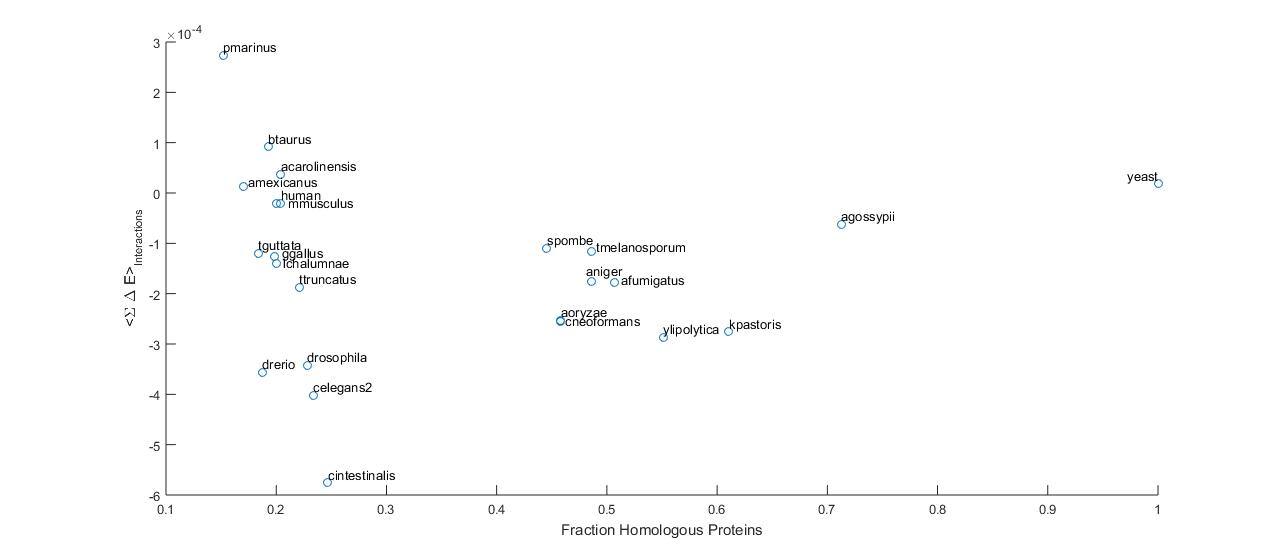 ×10⁻⁴
3
2
1
0
-1
-2
-3
-4
-5
-6
<Σ Δ E>Interactions
pmarinus
btaurus
acarolinensis
amexicanus
human
mmusculus
tguttata
ggallus
lchalumnae
ttruncatus
drerio
drosophila
celegans2
cintestinalis
spombe
tmelanosporum
aniger
afumigatus
aoryzae
cneoformans
ylipolytica
kpastoris
agossypii
yeast
0.1 0.2 0.3 0.4 0.5 0.6 0.7 0.8 0.9 1
Fraction Homologous Proteins